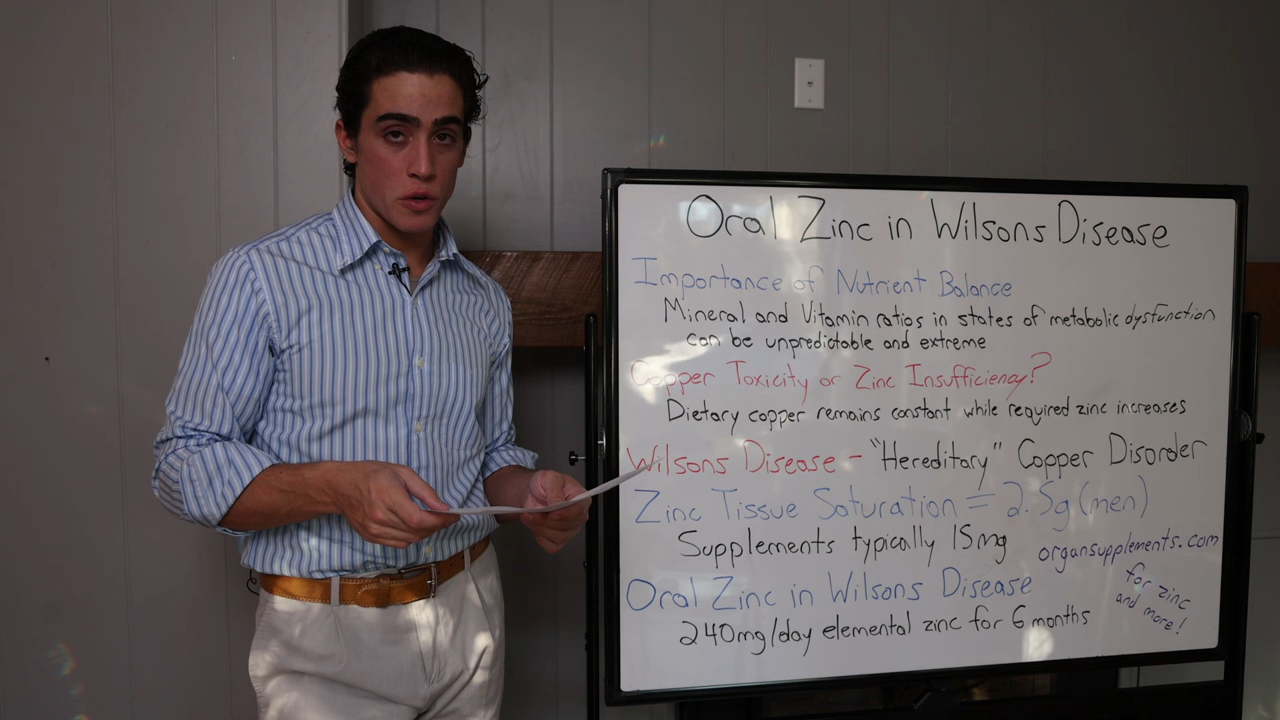 Oral Zinc in Wilsons Disease
Importance of Nutrient Balance
Mineral and Vitamin ratios in states of metabolic dysfunction
can be unpredictable and extreme
Copper Toxicity or Zinc Insufficiency?
Dietary copper remains constant while required zinc increases
Wilsons Disease - "Hereditary" Copper Disorder
Zinc Tissue Saturation = 2.5g (men)
Supplements typically 15mg
organsupplements.com
for zinc
and more!
Oral Zinc in Wilsons Disease
240mg/day elemental zinc for 6 months